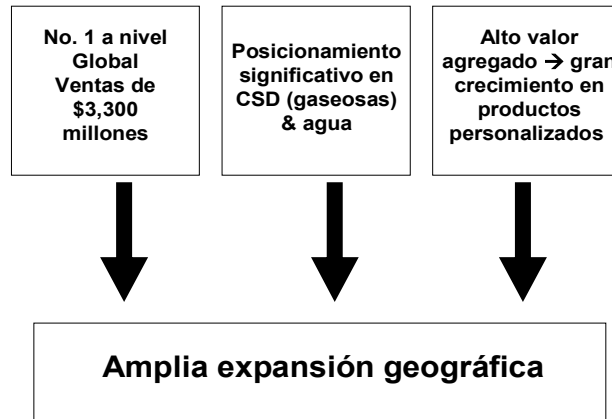 No. 1 a nivel
Global
Ventas de
$3,300
millones
Posicionamiento
significativo en
CSD (gaseosas)
& agua
Alto valor
agregado → gran
crecimiento en
productos
personalizados
Amplia expansión geográfica